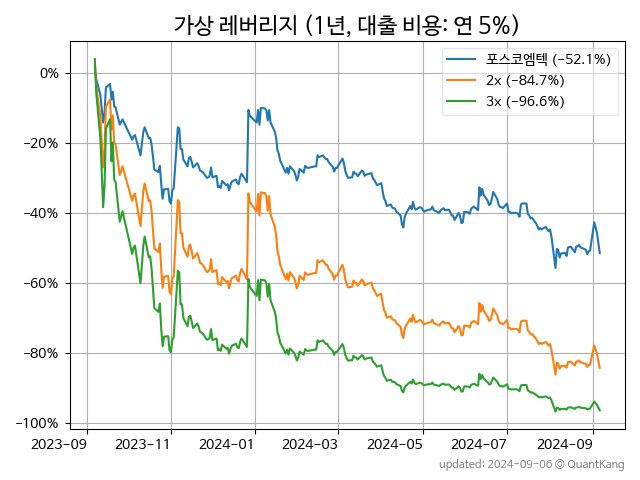 가상 레버리지 (1년, 대출 비용: 연 5%)
포스코엠텍 (−52.1%)
2x (−84.7%)
3x (−96.6%)
0%
−20%
−40%
−60%
−80%
−100%
2023-09 2023-11 2024-01 2024-03 2024-05 2024-07 2024-09
updated: 2024-09-06 © QuantKang